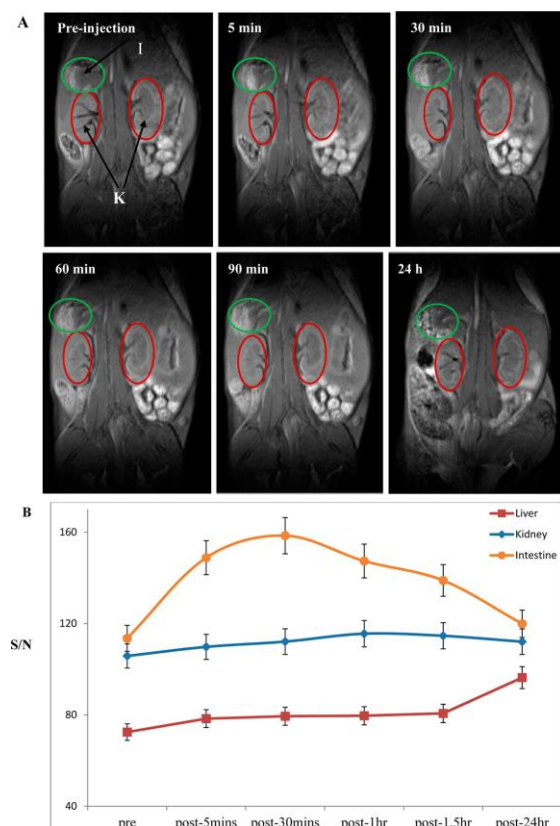 A
Pre-injection
I
K
5 min
30 min
60 min
90 min
24 h
B
Liver
Kidney
Intestine
S/N
160
120
80
40
pre
post-5mins
post-30mins
post-1hr
post-1.5hr
post-24hr